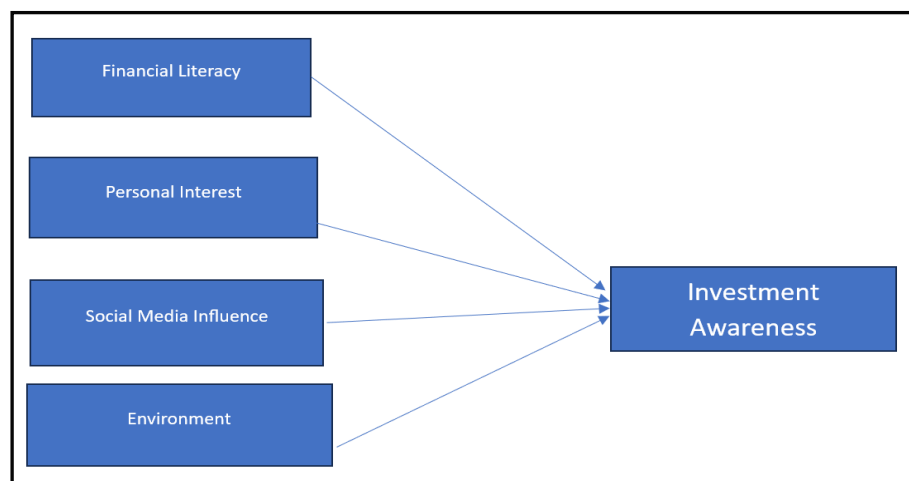 Financial Literacy
Personal Interest
Social Media Influence
Environment
Investment
Awareness